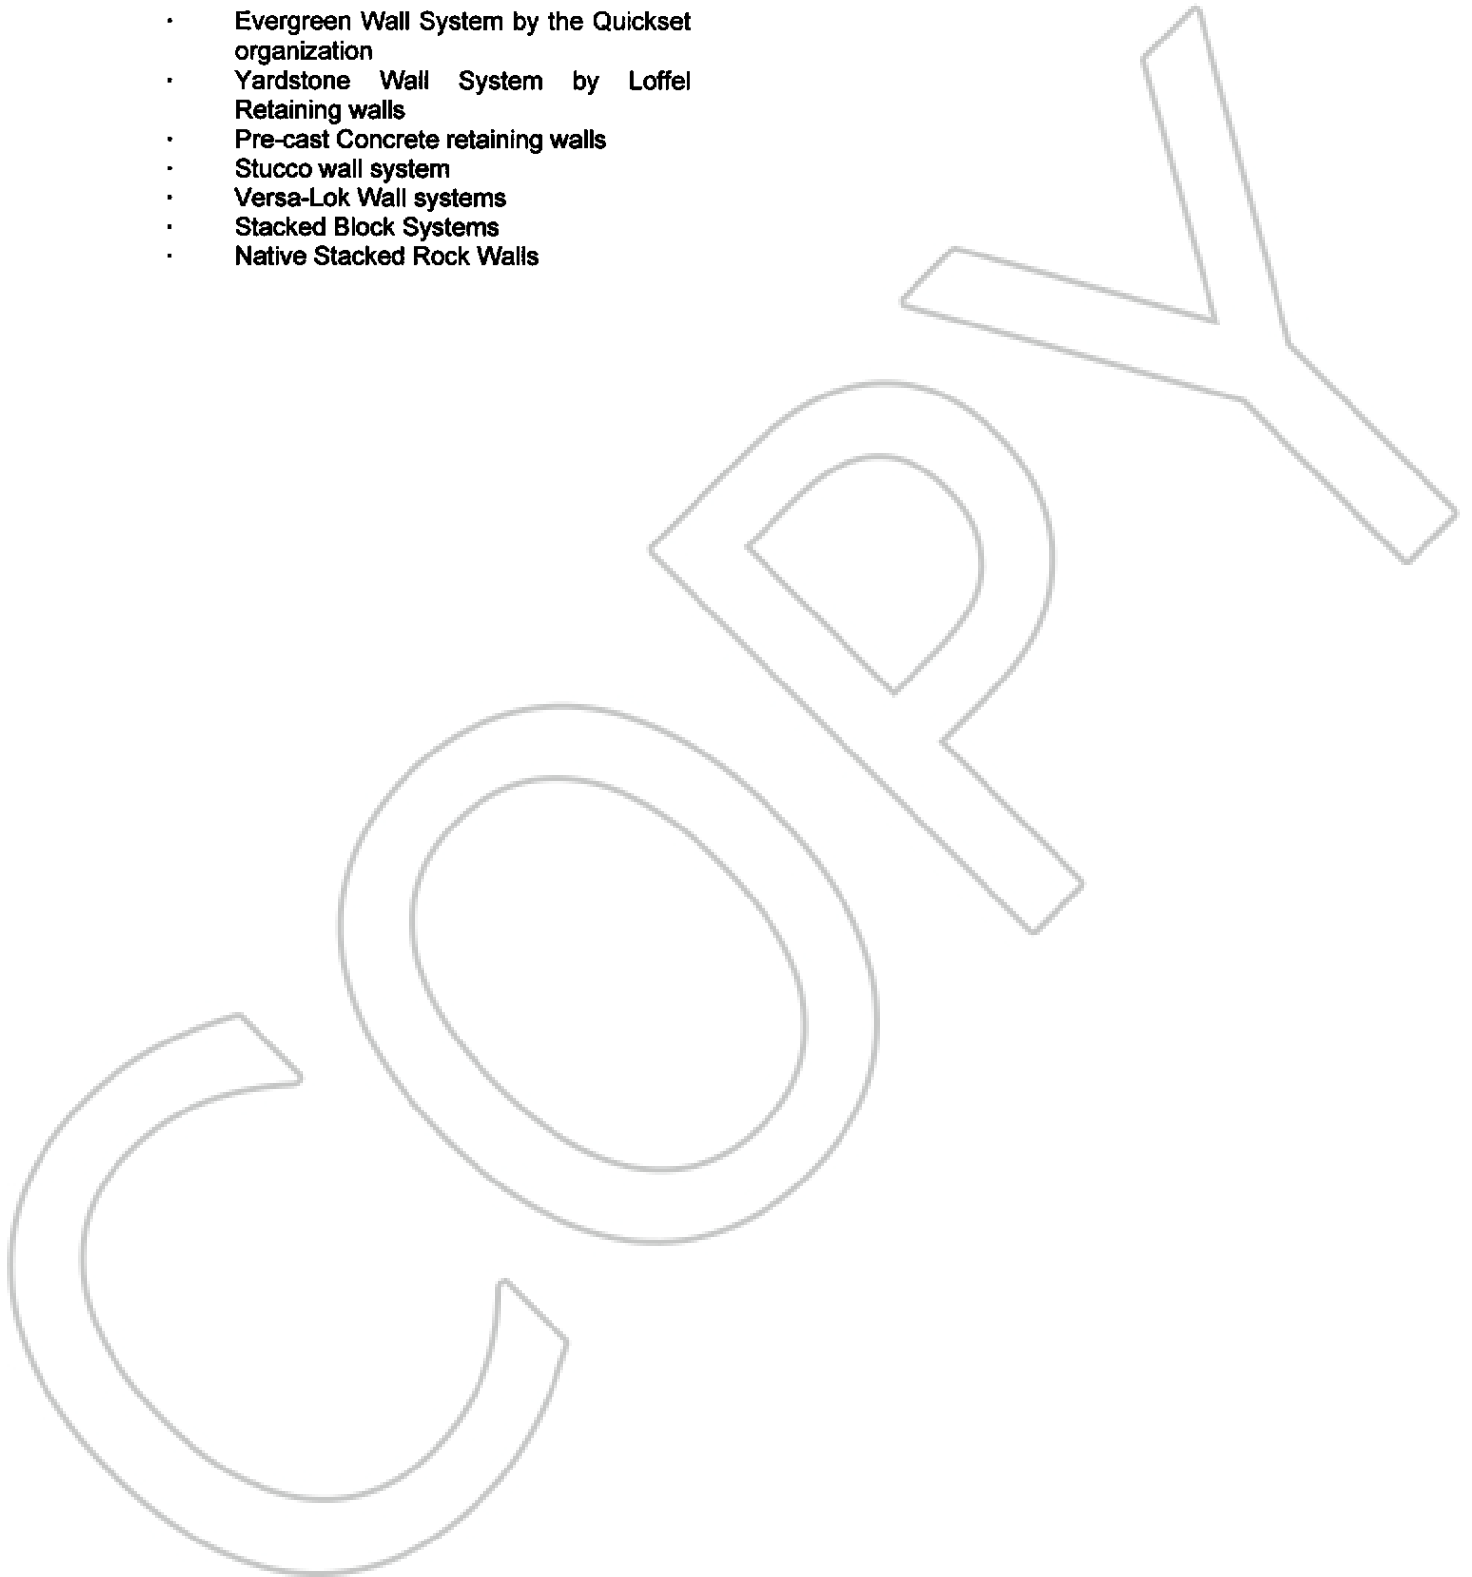 · Evergreen Wall System by the Quickset
organization
· Yardstone Wall System by Loffel
Retaining walls
· Pre-cast Concrete retaining walls
· Stucco wall system
· Versa-Lok Wall systems
· Stacked Block Systems
· Native Stacked Rock Walls
COPY